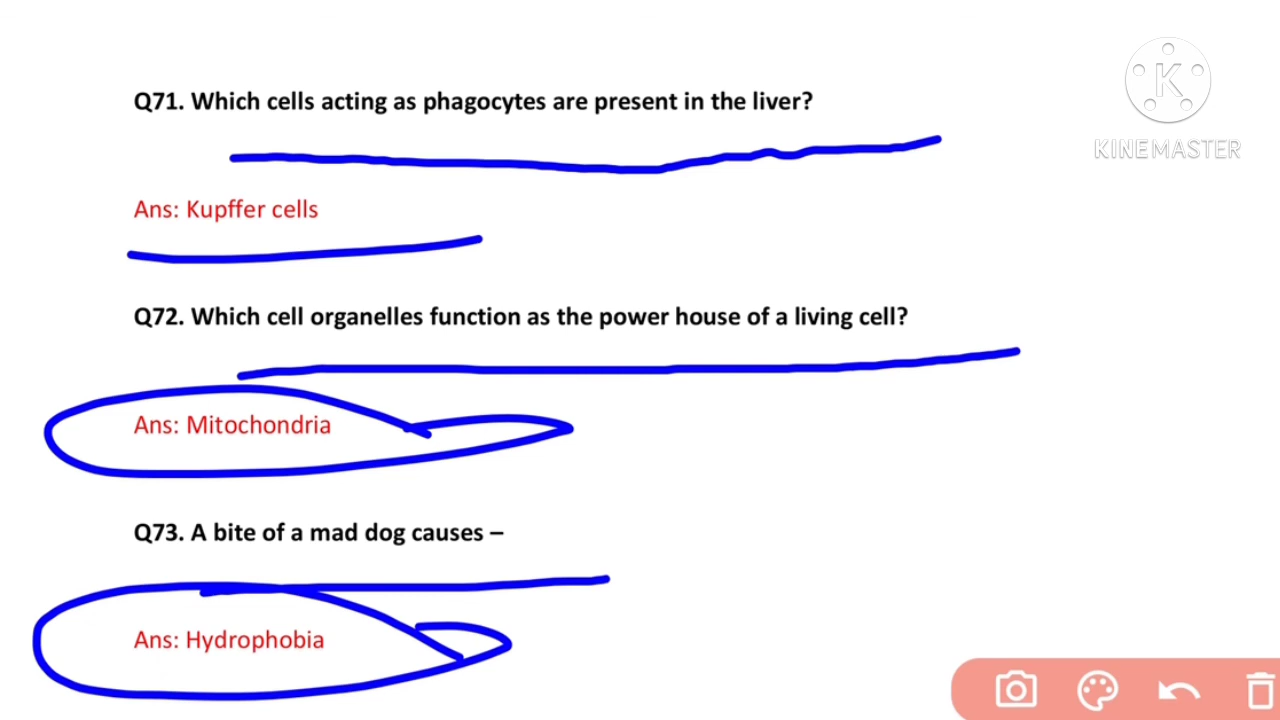 Q71. Which cells acting as phagocytes are present in the liver?
K
KINEMASTER
Ans: Kupffer cells
Q72. Which cell organelles function as the power house of a living cell?
Ans: Mitochondria
Q73. A bite of a mad dog causes –
Ans: Hydrophobia